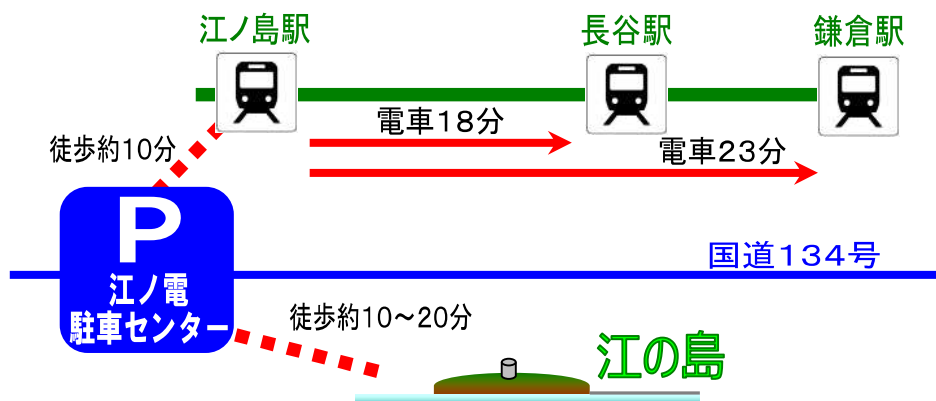 江ノ島駅
長谷駅
鎌倉駅
電車18分
徒歩約10分
電車23分
P
国道134号
江ノ電
駐車センター
徒歩約10～20分
江の島